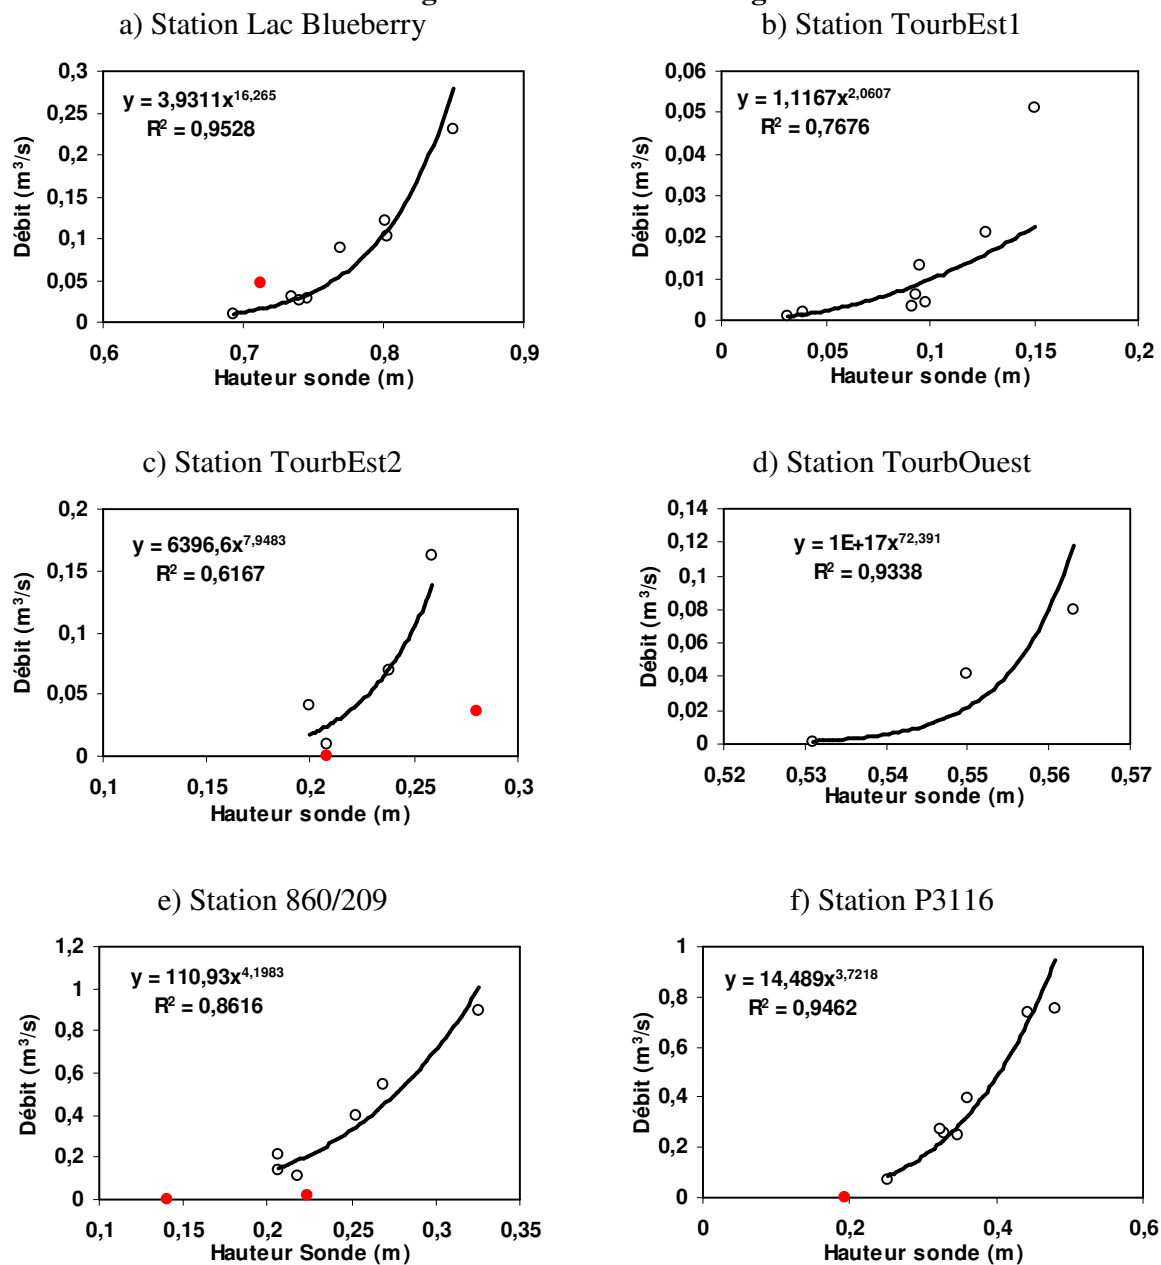 a) Station Lac Blueberry
0,3
0,25
0,2
0,15
0,1
0,05
0
Débit (m³/s)
y = 3,9311x^16,265
R² = 0,9528
0,6 0,7 0,8 0,9
Hauteur sonde (m)
b) Station TourbEst1
0,06
0,05
0,04
0,03
0,02
0,01
0
Débit (m³/s)
y = 1,1167x^2,0607
R² = 0,7676
0 0,05 0,1 0,15 0,2
Hauteur sonde (m)
c) Station TourbEst2
0,2
0,15
0,1
0,05
0
Débit (m³/s)
y = 6396,6x^7,9483
R² = 0,6167
0,1 0,15 0,2 0,25 0,3
Hauteur sonde (m)
d) Station TourbOuest
0,14
0,12
0,1
0,08
0,06
0,04
0,02
0
Débit (m³/s)
y = 1E+17x^72,391
R² = 0,9338
0,52 0,53 0,54 0,55 0,56 0,57
Hauteur sonde (m)
e) Station 860/209
1,2
1
0,8
0,6
0,4
0,2
0
Débit (m³/s)
y = 110,93x^4,1983
R² = 0,8616
0,1 0,15 0,2 0,25 0,3 0,35
Hauteur Sonde (m)
f) Station P3116
1
0,8
0,6
0,4
0,2
0
Débit (m³/s)
y = 14,489x^3,7218
R² = 0,9462
0 0,2 0,4 0,6
Hauteur sonde (m)